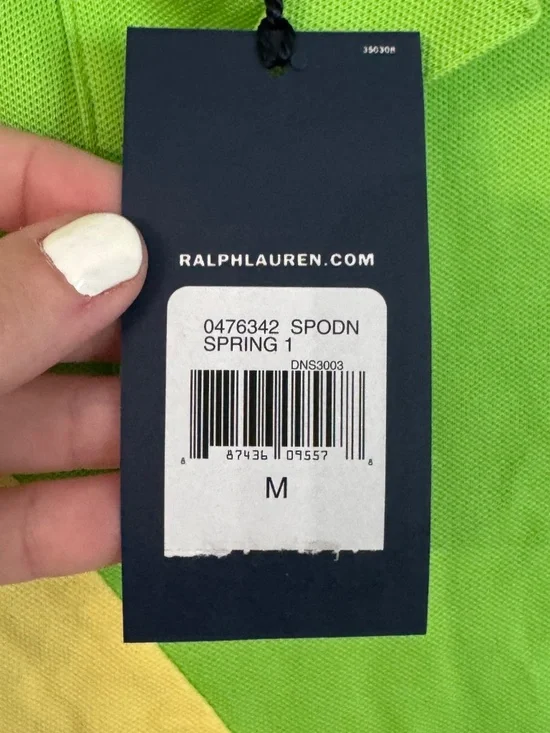 350308
RALPHLAUREN.COM
0476342 SPODN
SPRING 1
DNS3003
8 87436 09557 8
M